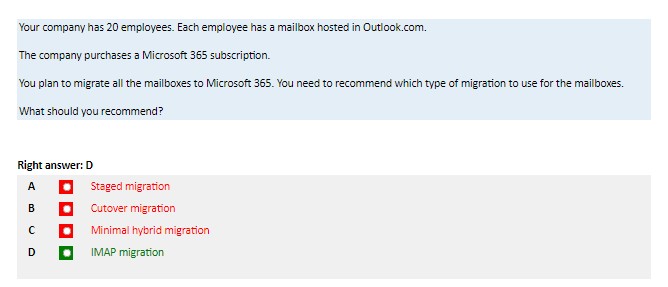 Your company has 20 employees. Each employee has a mailbox hosted in Outlook.com.
The company purchases a Microsoft 365 subscription.
You plan to migrate all the mailboxes to Microsoft 365. You need to recommend which type of migration to use for the mailboxes.
What should you recommend?
Right answer: D
A Staged migration
B Cutover migration
C Minimal hybrid migration
D IMAP migration